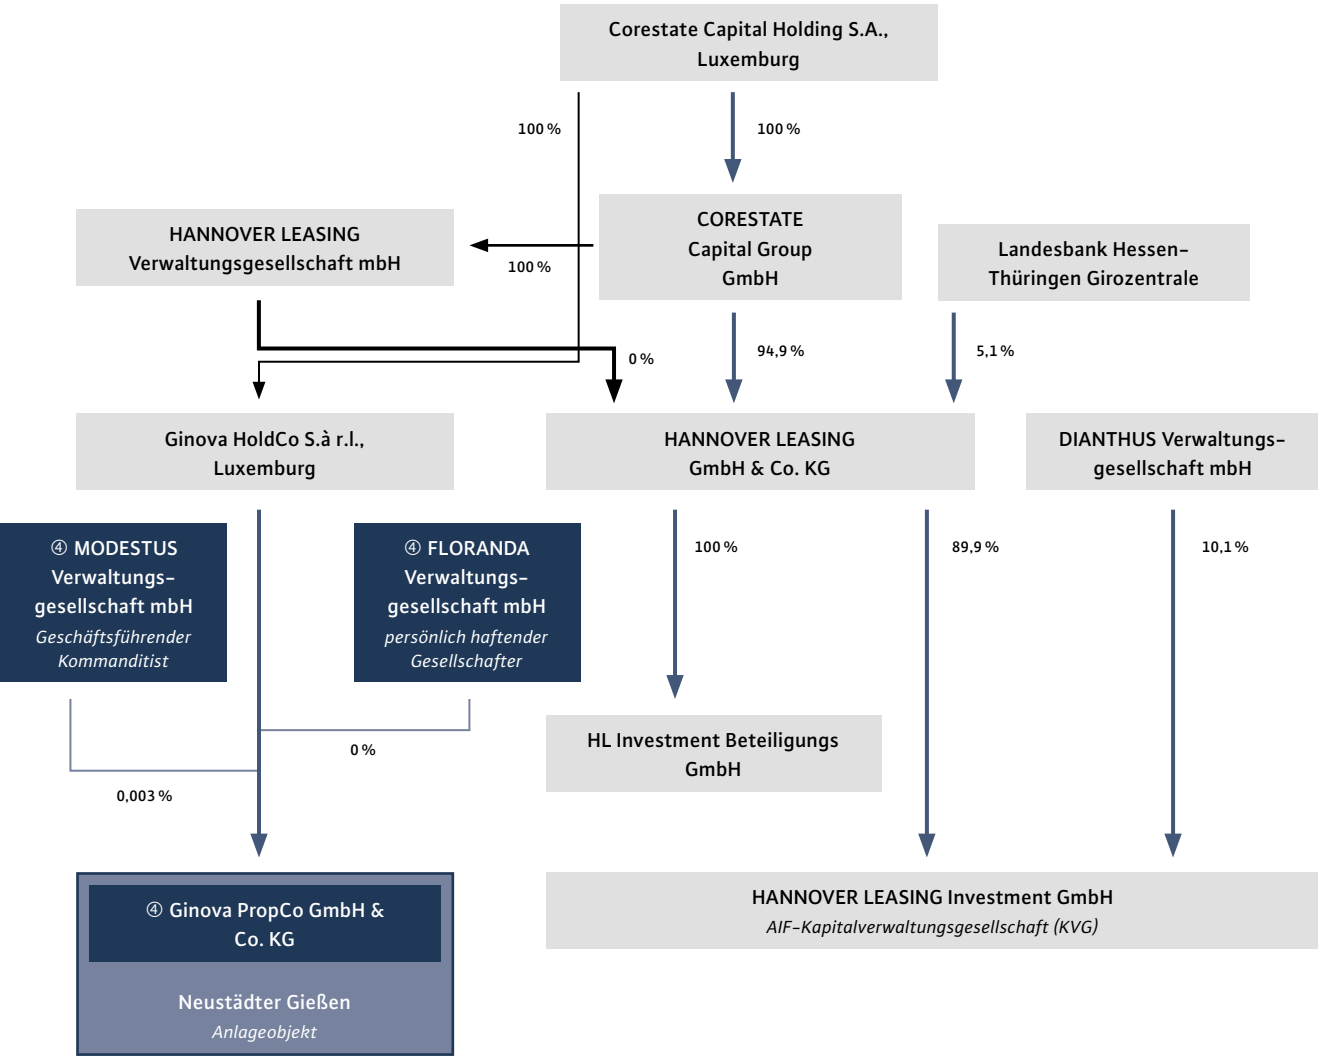 Corestate Capital Holding S.A.,
Luxemburg
100 %
100 %
HANNOVER LEASING
Verwaltungsgesellschaft mbH
100 %
CORESTATE
Capital Group
GmbH
Landesbank Hessen-
Thüringen Girozentrale
0 %
94,9 %
5,1 %
Ginova HoldCo S.à r.l.,
Luxemburg
HANNOVER LEASING
GmbH & Co. KG
DIANTHUS Verwaltungs-
gesellschaft mbH
④ MODESTUS
Verwaltungs-
gesellschaft mbH
Geschäftsführender
Kommanditist
④ FLORANDA
Verwaltungs-
gesellschaft mbH
persönlich haftender
Gesellschafter
100 %
89,9 %
10,1 %
0 %
0,003 %
HL Investment Beteiligungs
GmbH
④ Ginova PropCo GmbH &
Co. KG
Neustädter Gießen
Anlageobjekt
HANNOVER LEASING Investment GmbH
AIF-Kapitalverwaltungsgesellschaft (KVG)